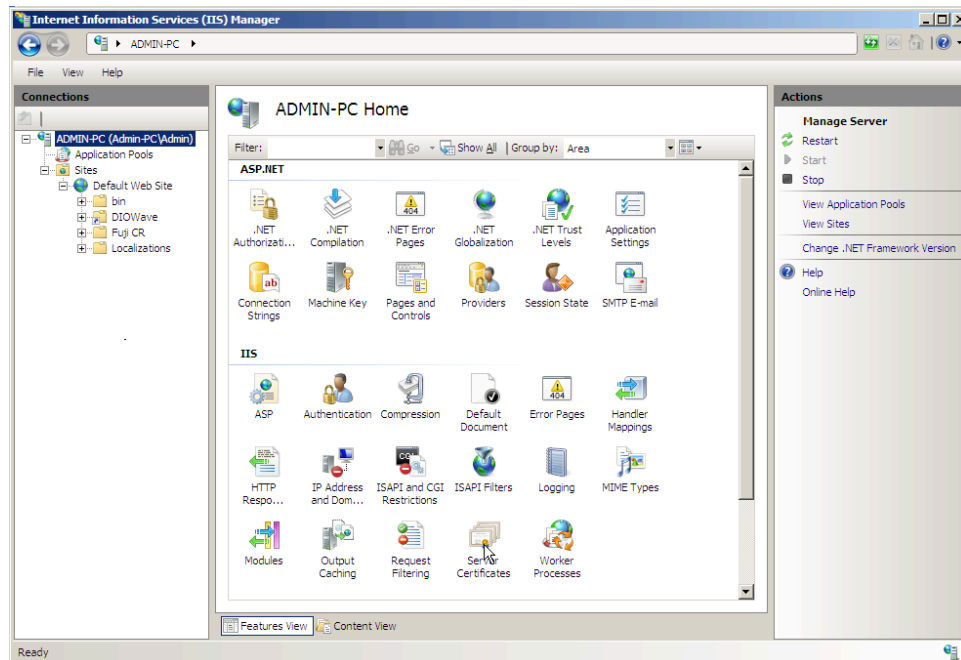 Internet Information Services (IIS) Manager
ADMIN-PC
File View Help
Connections
ADMIN-PC (Admin-PC\Admin)
Application Pools
Sites
Default Web Site
bin
DIOWave
Fuji CR
Localizations
ADMIN-PC Home
Filter: Go Show All Group by: Area
ASP.NET
.NET Authorizati...
.NET Compilation
.NET Error Pages
.NET Globalization
.NET Trust Levels
Application Settings
Connection Strings
Machine Key
Pages and Controls
Providers
Session State
SMTP E-mail
IIS
ASP
Authentication
Compression
Default Document
Error Pages
Handler Mappings
HTTP Respo...
IP Address and Dom...
ISAPI and CGI Restrictions
ISAPI Filters
Logging
MIME Types
Modules
Output Caching
Request Filtering
Server Certificates
Worker Processes
Features View
Content View
Actions
Manage Server
Restart
Start
Stop
View Application Pools
View Sites
Change .NET Framework Version
Help
Online Help
Ready